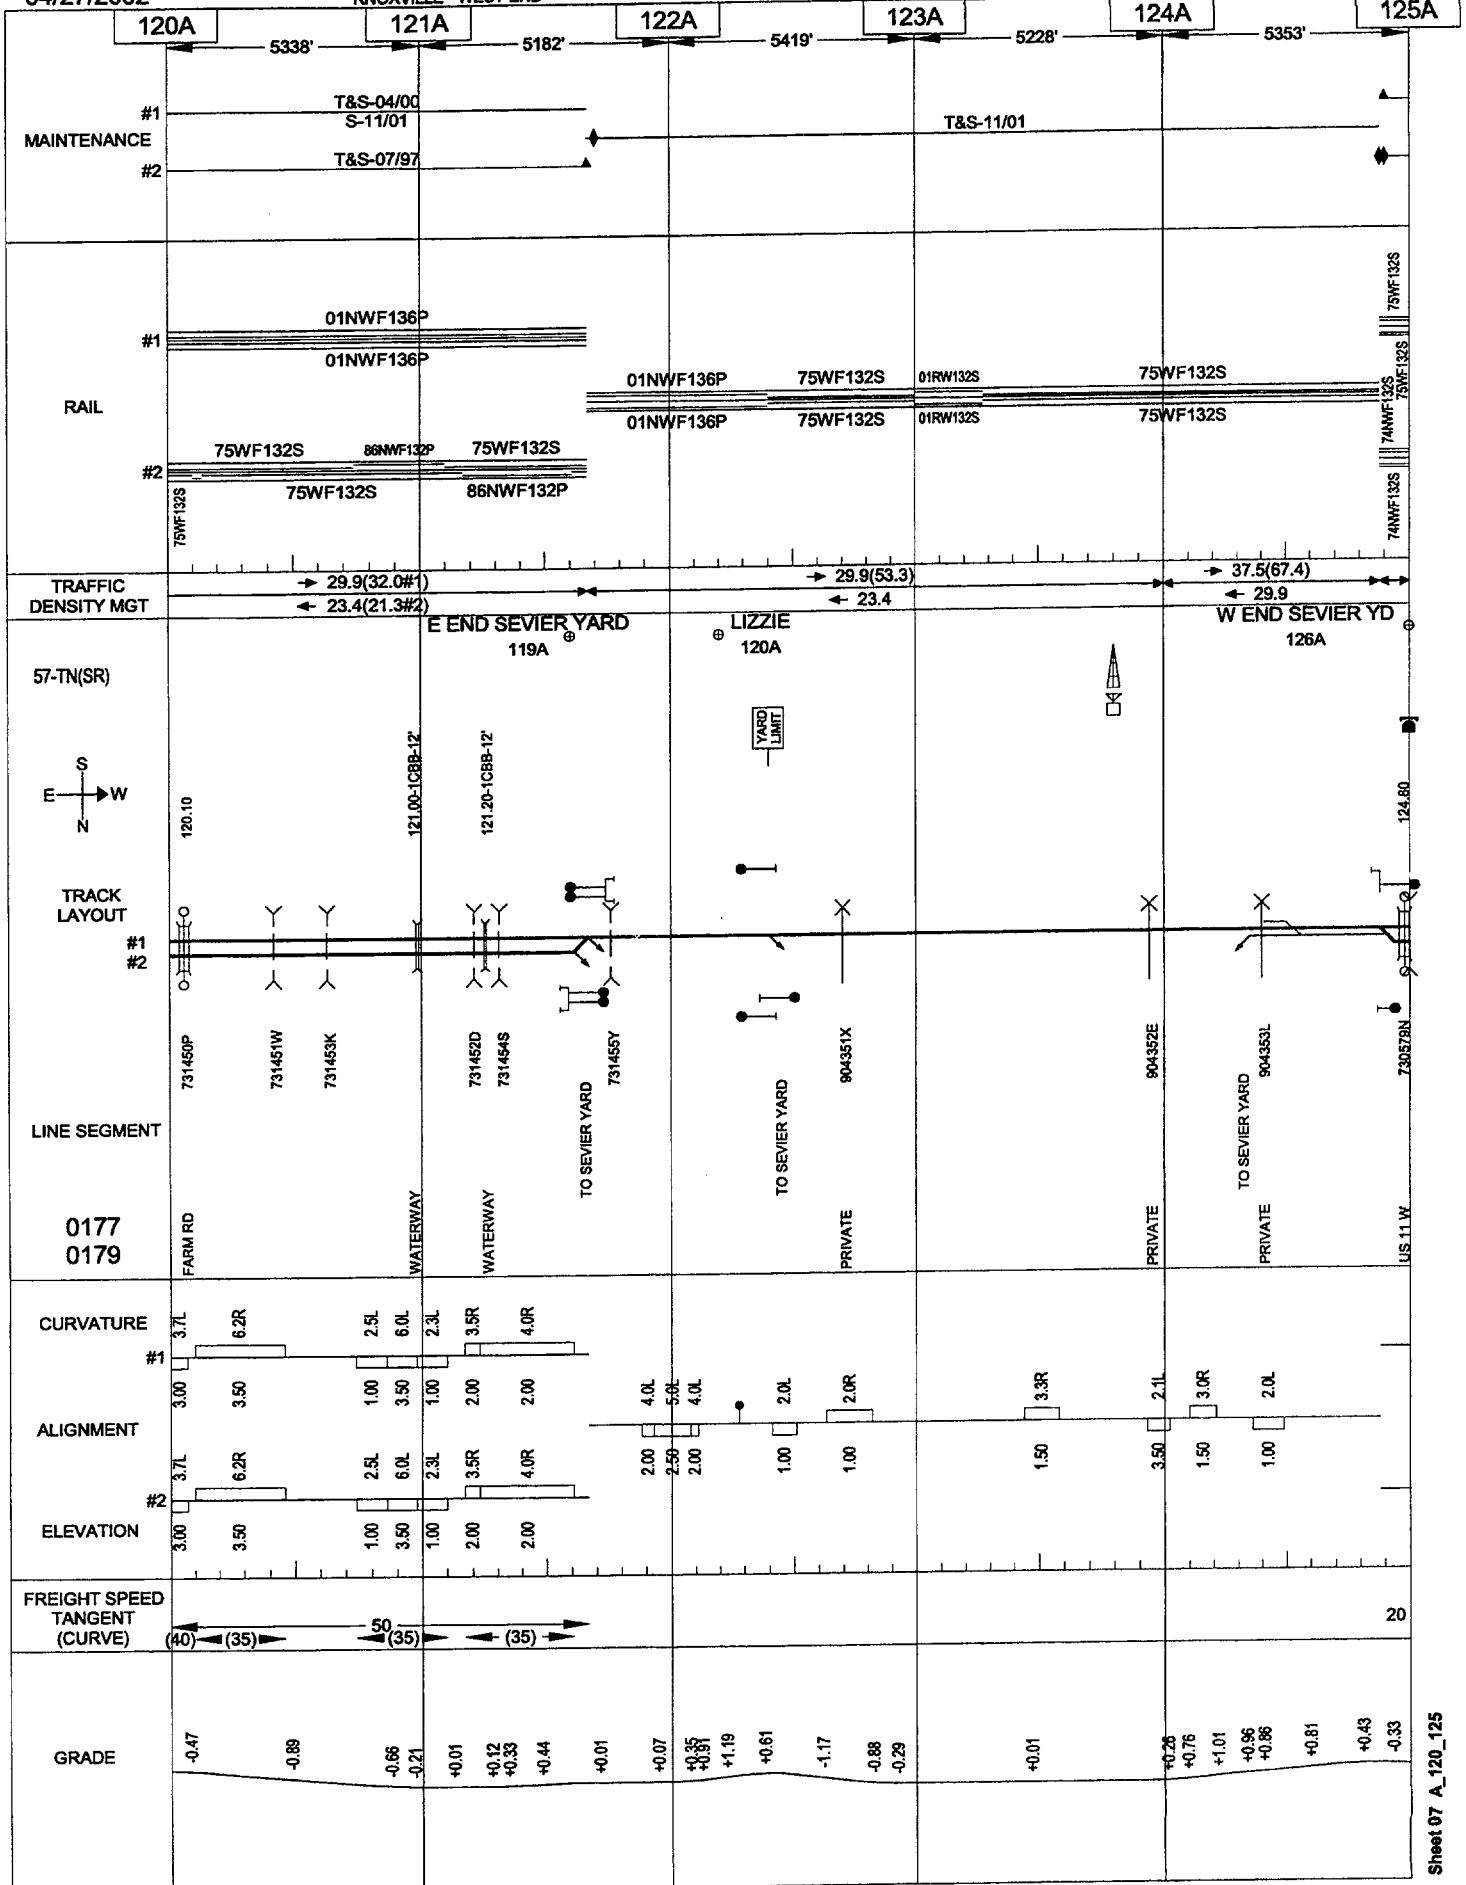 120A 121A 122A 123A 124A 125A
5338' 5182' 5419' 5228' 5353'
MAINTENANCE
#1
T&S-04/00
S-11/01
T&S-11/01
#2
T&S-07/97
RAIL
#1
01NWF136P
01NWF136P
01NWF136P 75WF132S 01RW132S 75WF132S
01NWF136P 75WF132S 01RW132S 75WF132S
75WF132S
75WF132S
74NWF132S
74NWF132S
#2
75WF132S 86NWF132P 75WF132S
75WF132S 86NWF132P
75WF132S
TRAFFIC
DENSITY MGT
29.9(32.0#1) 29.9(53.3) 37.5(67.4)
23.4(21.3#2) 23.4 29.9
E END SEVIER YARD
119A
LIZZIE
120A
W END SEVIER YD
126A
57-TN(SR)
S
E W
N
YARD
LIMIT
120.10
121.00-1CBB-12'
121.20-1CBB-12'
124.80
TRACK
LAYOUT
#1
#2
731450P
731451W
731453K
731452D
731454S
731455Y
904351X
904352E
904353L
730579N
LINE SEGMENT
0177
0179
FARM RD
WATERWAY
WATERWAY
TO SEVIER YARD
TO SEVIER YARD
PRIVATE
PRIVATE
TO SEVIER YARD
PRIVATE
US 11 W
CURVATURE
#1
3.7L 6.2R 2.5L 6.0L 2.3L 3.5R 4.0R
3.00 3.50 1.00 3.50 1.00 2.00 2.00
4.0L 5.0L 4.0L 2.0L 2.0R 3.3R 2.1L 3.0R 2.0L
2.00 2.50 2.00 1.00 1.00 1.50 3.50 1.50 1.00
ALIGNMENT
#2
3.7L 6.2R 2.5L 6.0L 2.3L 3.5R 4.0R
3.00 3.50 1.00 3.50 1.00 2.00 2.00
ELEVATION
FREIGHT SPEED
TANGENT
(CURVE)
50 20
(40) (35) (35) (35)
GRADE
-0.47 -0.89 -0.66 -0.21 +0.01 +0.12 +0.33 +0.44 +0.01 +0.07 +0.35 +0.91 +1.19 +0.61 -1.17 -0.88 -0.29 +0.01 +0.26 +0.76 +1.01 +0.96 +0.86 +0.81 +0.43 -0.33
Sheet 07 A_120_125